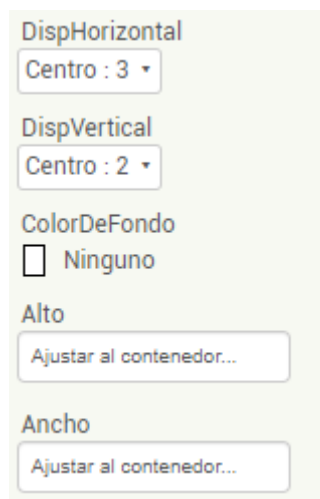 DispHorizontal
Centro : 3
DispVertical
Centro : 2
ColorDeFondo
Ninguno
Alto
Ajustar al contenedor...
Ancho
Ajustar al contenedor...